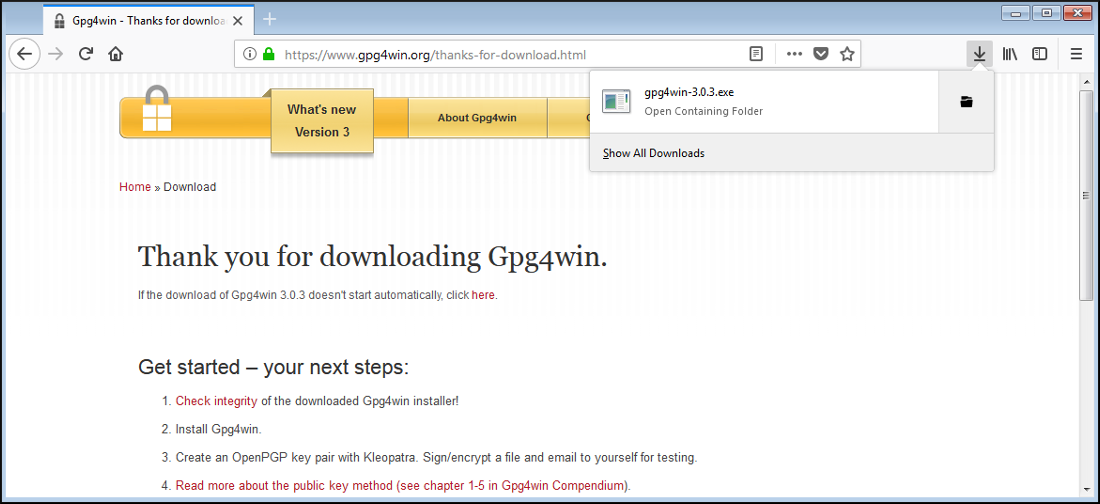 Gpg4win - Thanks for downloa
https://www.gpg4win.org/thanks-for-download.html
gpg4win-3.0.3.exe
Open Containing Folder
Show All Downloads
What's new
Version 3
About Gpg4win
Home » Download
Thank you for downloading Gpg4win.
If the download of Gpg4win 3.0.3 doesn't start automatically, click here.
Get started – your next steps:
1. Check integrity of the downloaded Gpg4win installer!
2. Install Gpg4win.
3. Create an OpenPGP key pair with Kleopatra. Sign/encrypt a file and email to yourself for testing.
4. Read more about the public key method (see chapter 1-5 in Gpg4win Compendium).